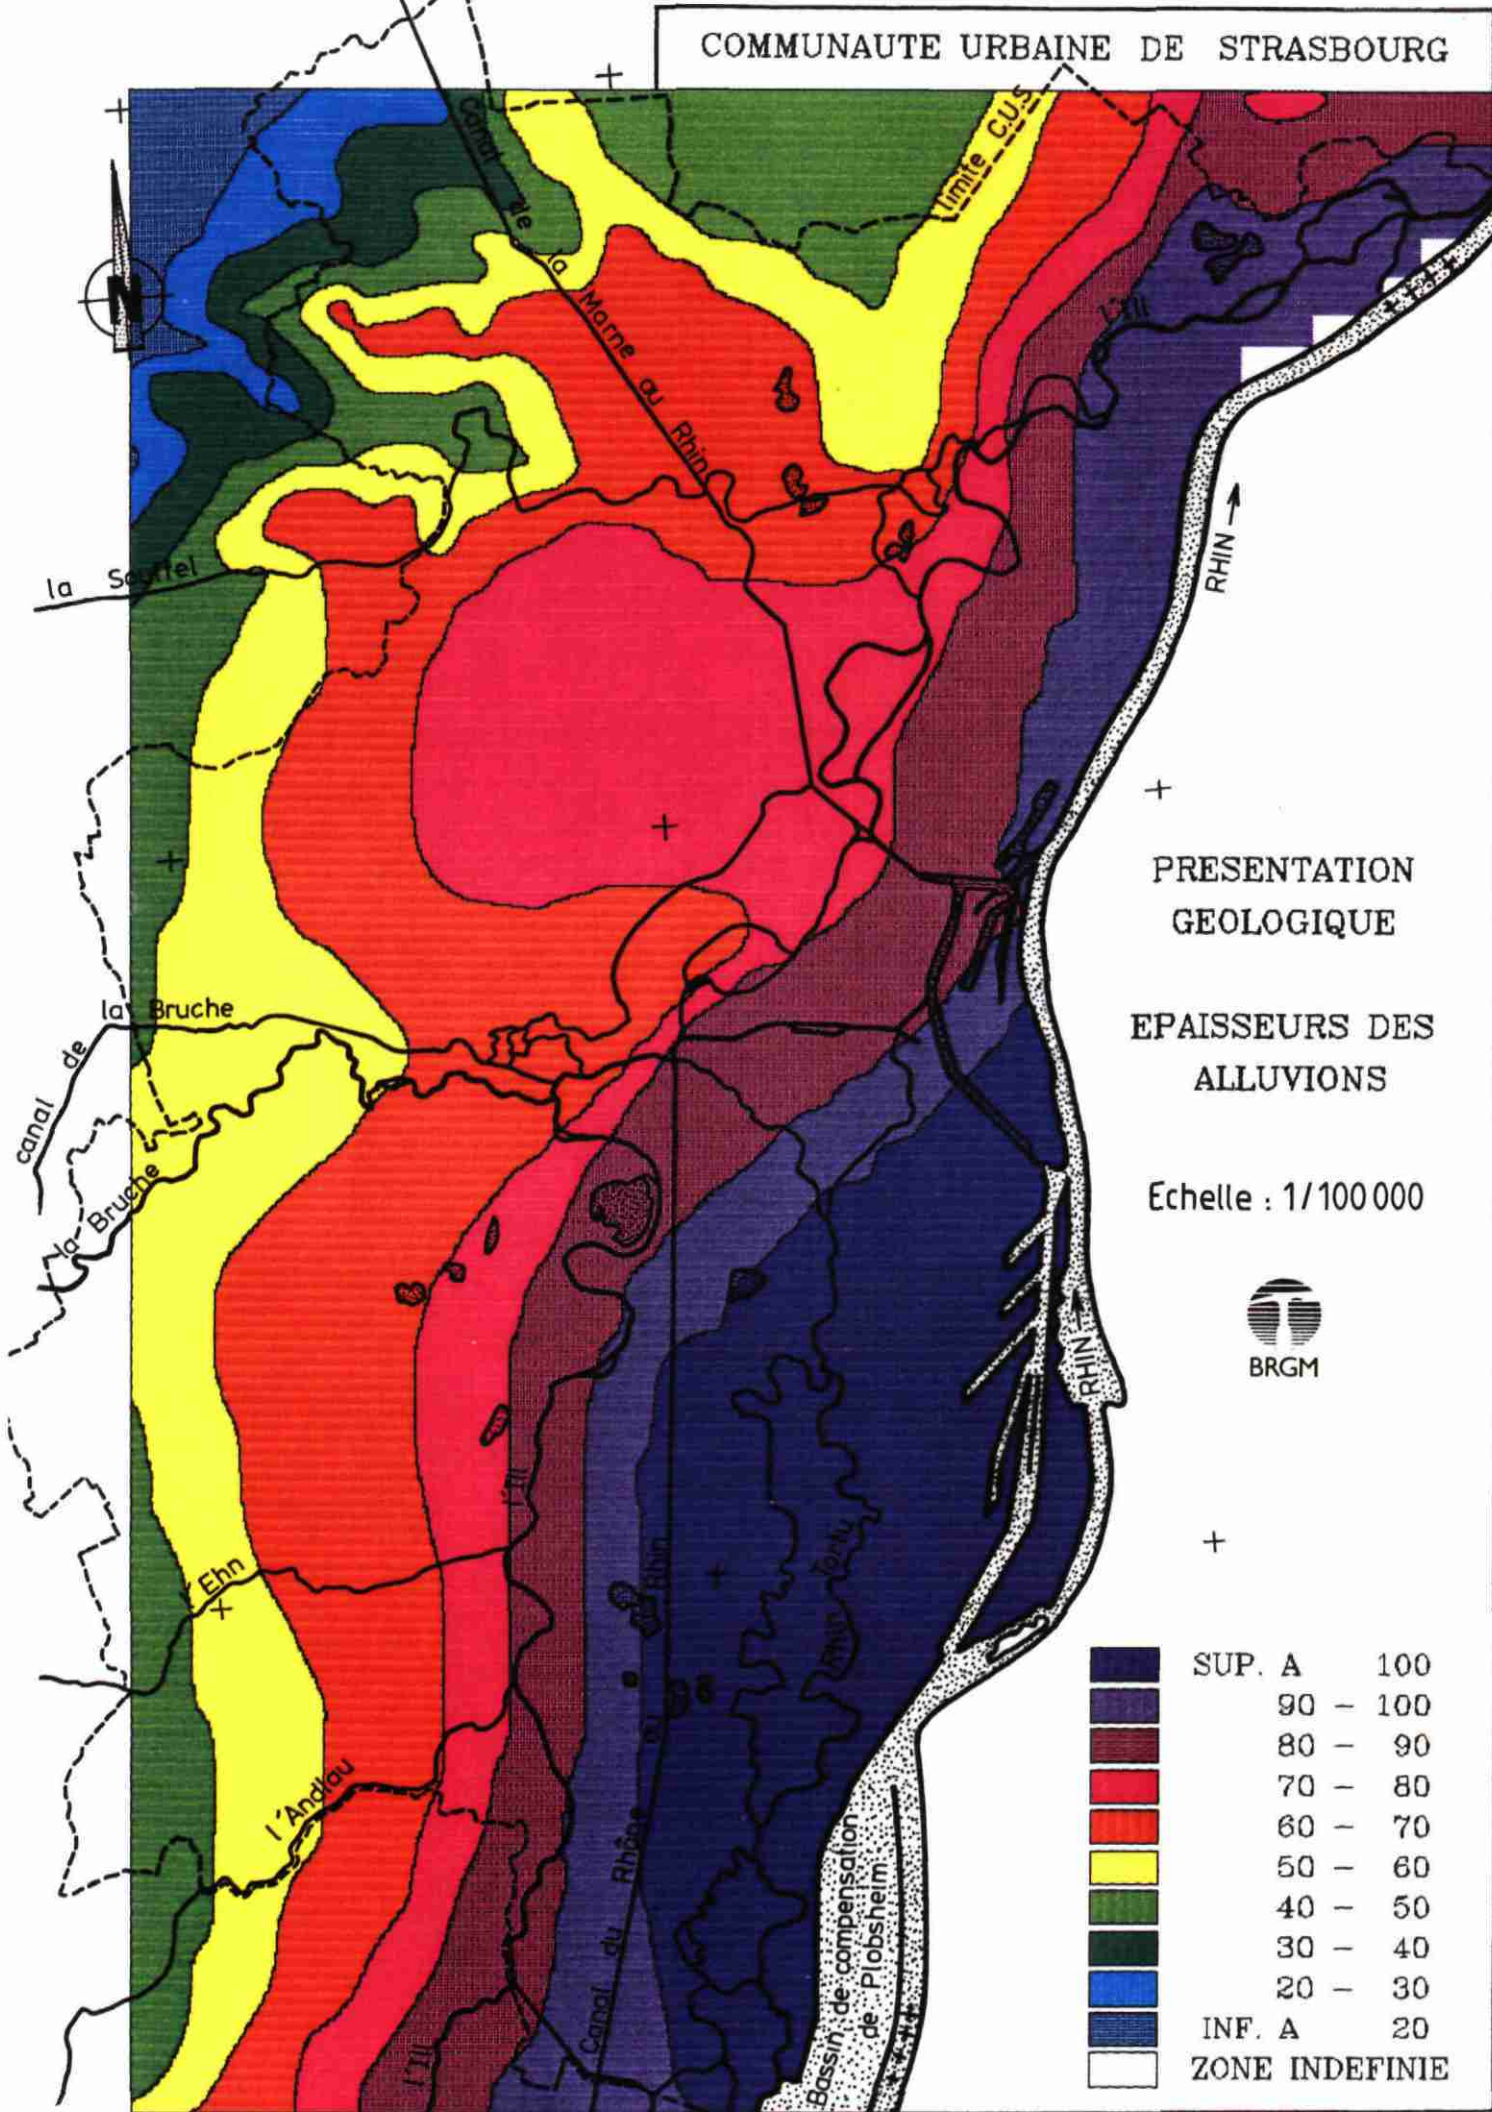 COMMUNAUTE URBAINE DE STRASBOURG
limite C.U.S.
Canal de la Marne au Rhin
N
L'Ill
la Souffel
RHIN
PRESENTATION
GEOLOGIQUE
EPAISSEURS DES
ALLUVIONS
Echelle : 1/100 000
BRGM
canal de la Bruche
la Bruche
RHIN
l'Ill
l'Ehn
Rhin Tortu
l'Andlau
Canal du Rhône au Rhin
l'Ill
Bassin de compensation
de Plobsheim
SUP. A 100
90 - 100
80 - 90
70 - 80
60 - 70
50 - 60
40 - 50
30 - 40
20 - 30
INF. A 20
ZONE INDEFINIE